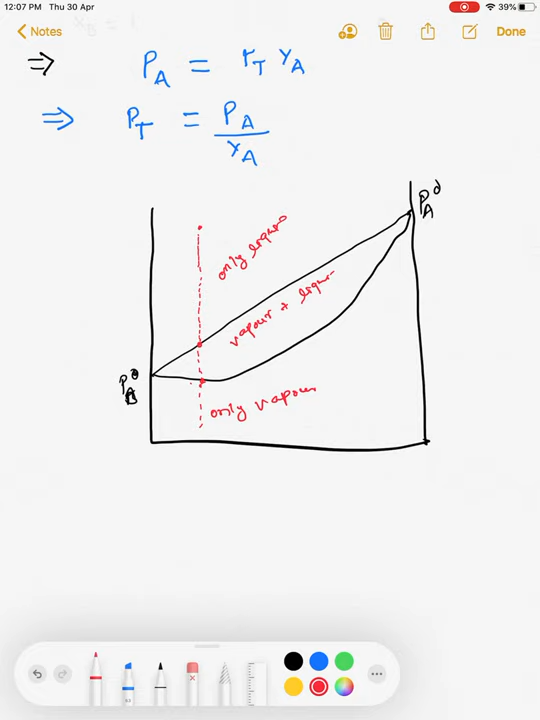 12:07 PM Thu 30 Apr
39%
Notes
Done
⇒ P_A = P_T Y_A
⇒ P_T = P_A / Y_A
P_A°
only liquid
vapour + liquid
P_B°
only vapour